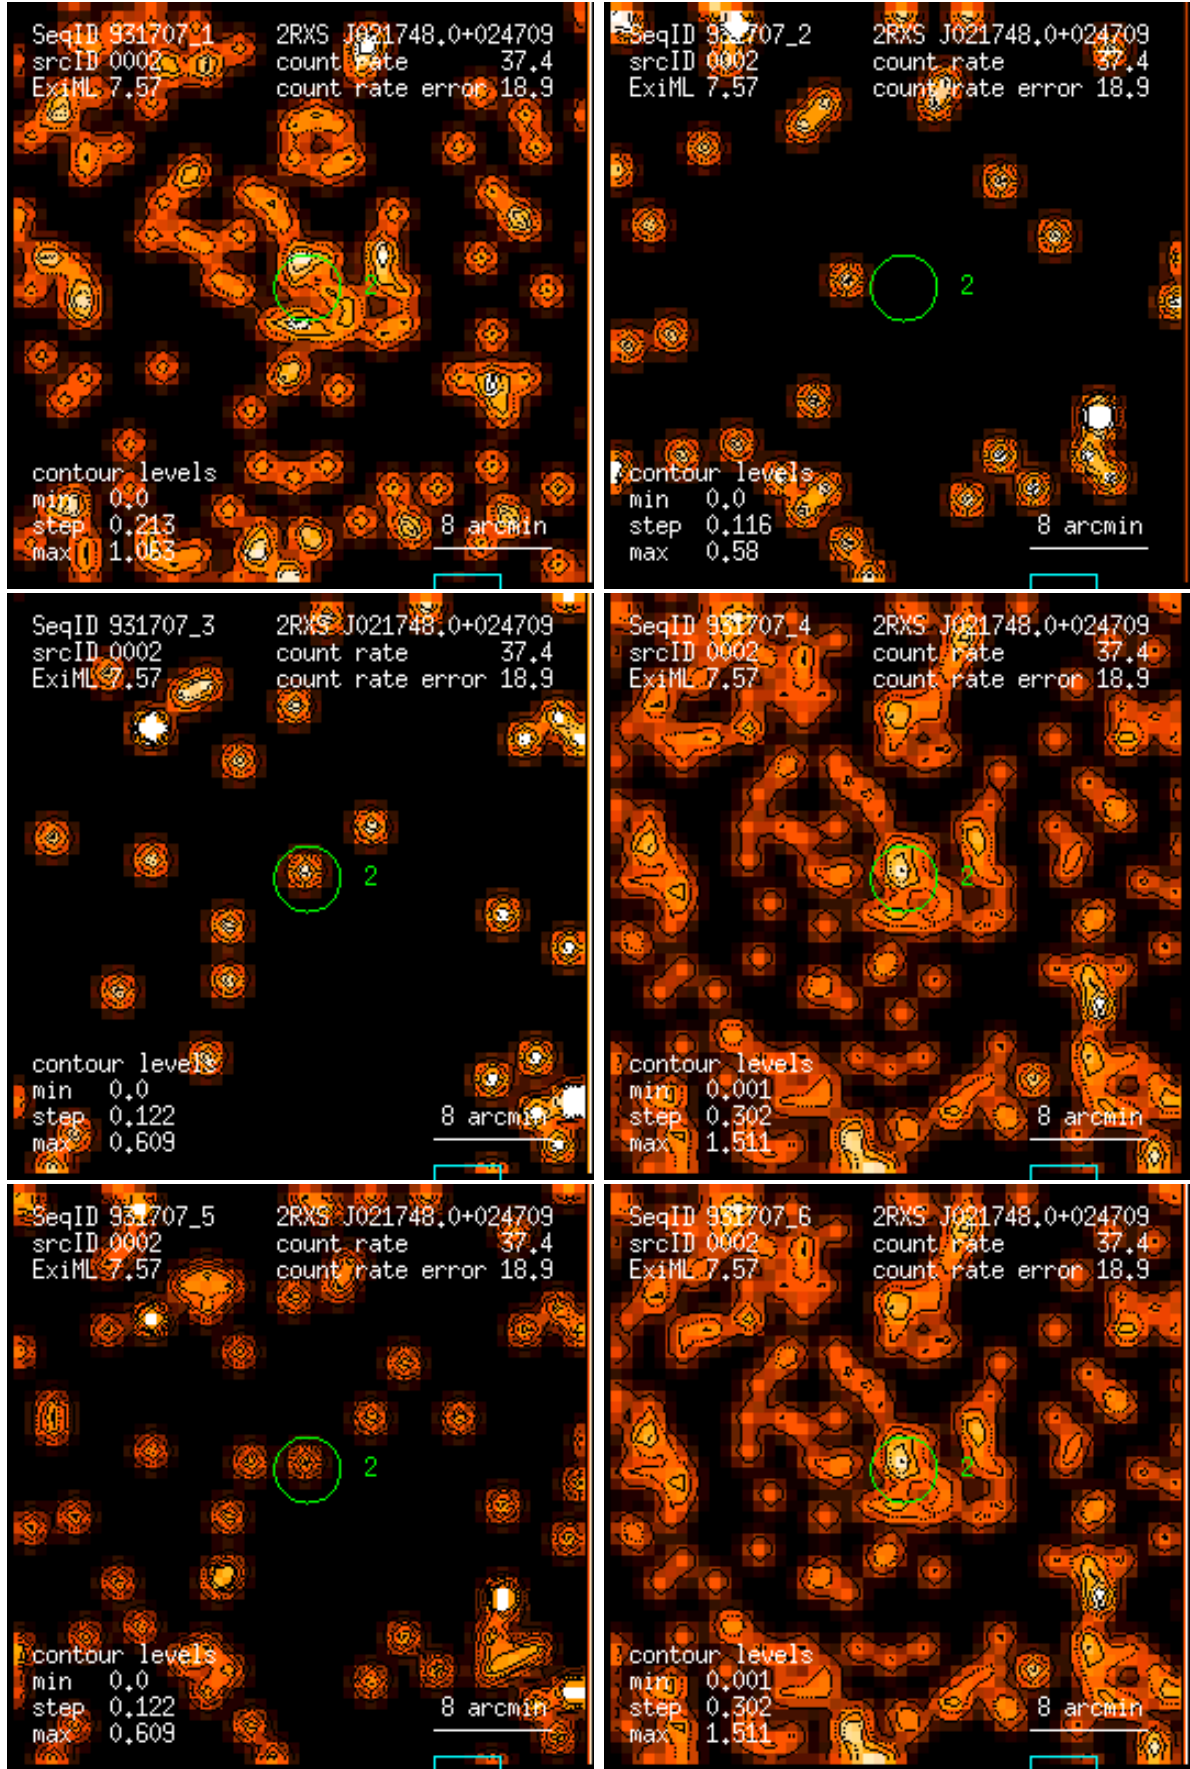 SeqID 931707_1 2RXS J021748.0+024709
srcID 0002 count rate 37.4
ExiML 7.57 count rate error 18.9
2
contour levels
min 0.0
step 0.213
max 1.063
8 arcmin
SeqID 931707_2 2RXS J021748.0+024709
srcID 0002 count rate 37.4
ExiML 7.57 count rate error 18.9
2
contour levels
min 0.0
step 0.116
max 0.58
8 arcmin
SeqID 931707_3 2RXS J021748.0+024709
srcID 0002 count rate 37.4
ExiML 7.57 count rate error 18.9
2
contour levels
min 0.0
step 0.122
max 0.609
8 arcmin
SeqID 931707_4 2RXS J021748.0+024709
srcID 0002 count rate 37.4
ExiML 7.57 count rate error 18.9
2
contour levels
min 0.001
step 0.302
max 1.511
8 arcmin
SeqID 931707_5 2RXS J021748.0+024709
srcID 0002 count rate 37.4
ExiML 7.57 count rate error 18.9
2
contour levels
min 0.0
step 0.122
max 0.609
8 arcmin
SeqID 931707_6 2RXS J021748.0+024709
srcID 0002 count rate 37.4
ExiML 7.57 count rate error 18.9
2
contour levels
min 0.001
step 0.302
max 1.511
8 arcmin